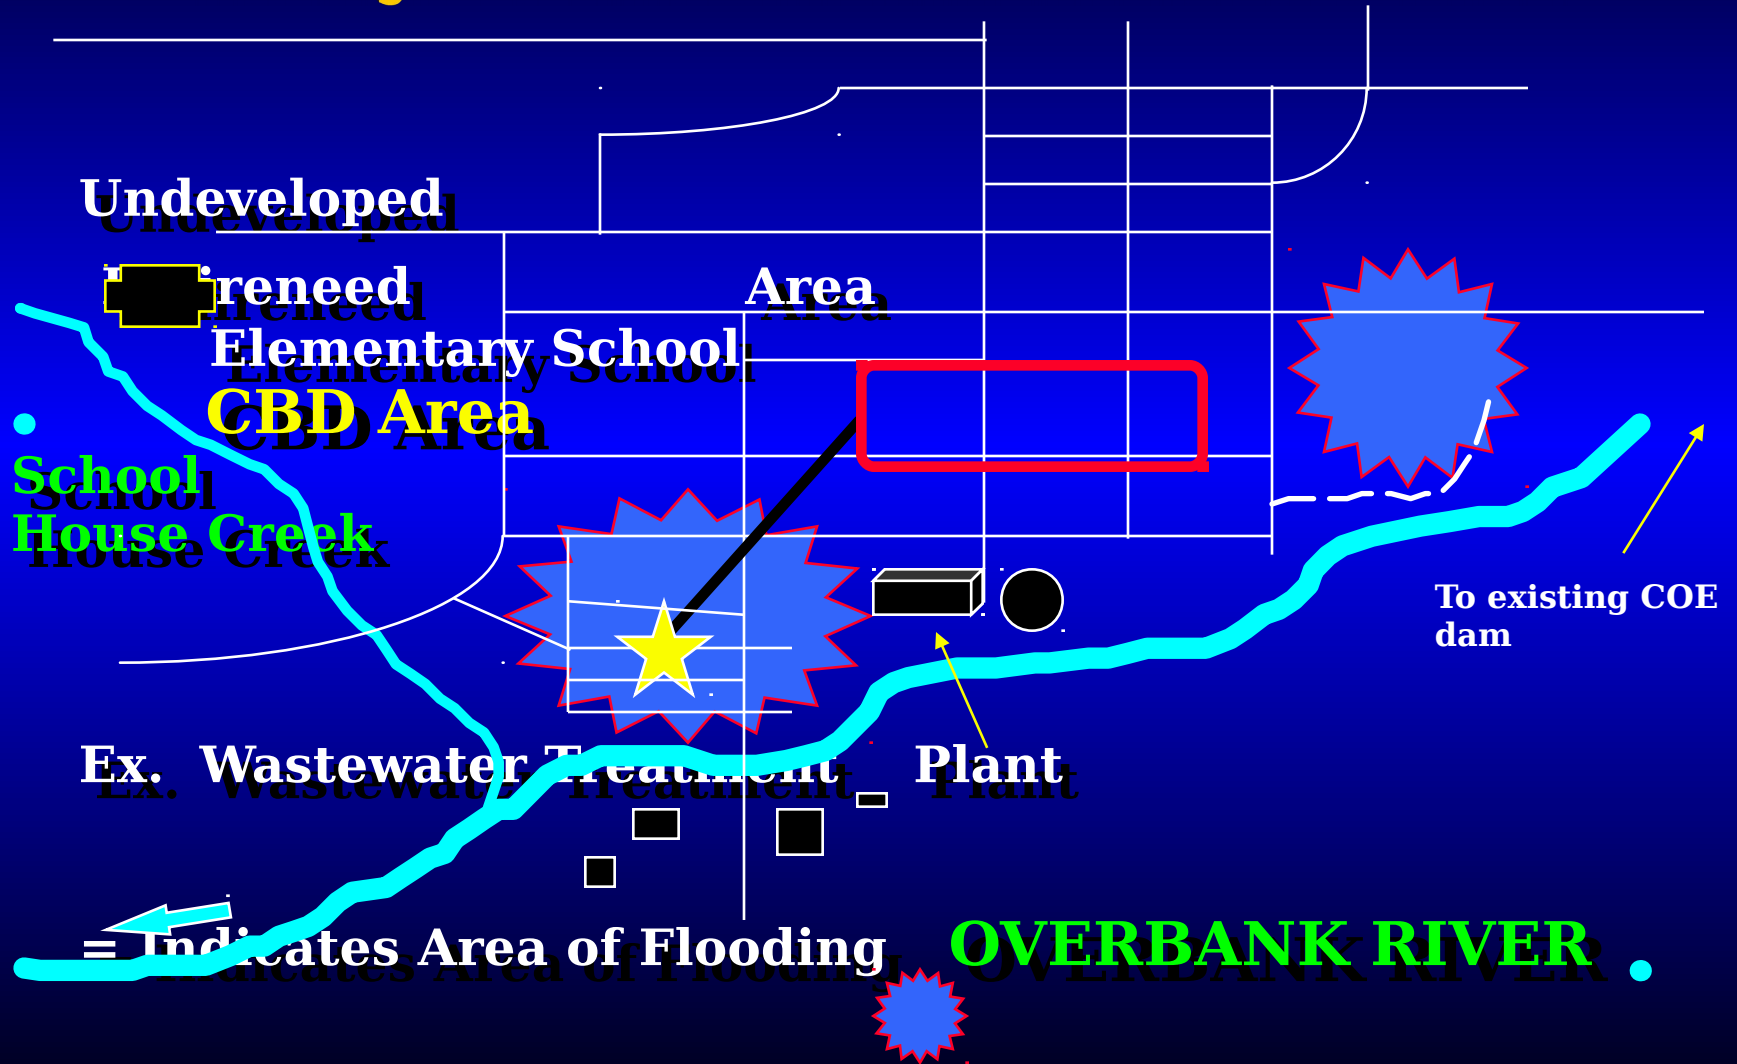 Undeveloped
reneed Area
Elementary School
CBD Area
School
House Creek
To existing COE
dam
Ex. Wastewater Treatment Plant
= Indicates Area of Flooding
OVERBANK RIVER